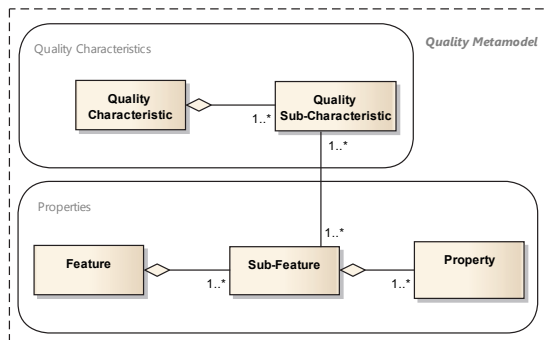 Quality Metamodel
Quality Characteristics
Quality
Characteristic
Quality
Sub-Characteristic
1..*
1..*
Properties
1..*
Feature
Sub-Feature
Property
1..*
1..*